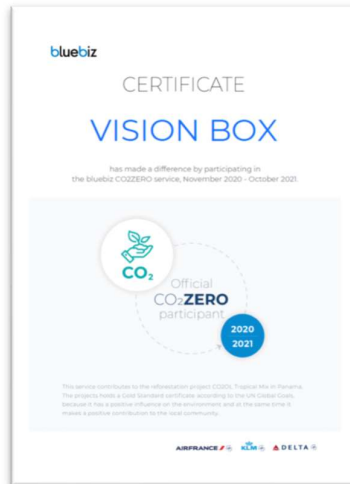 bluebiz
CERTIFICATE
VISION BOX
has made a difference by participating in
the bluebiz CO2ZERO service, November 2020 - October 2021.
CO₂
Official
CO₂ZERO
participant
2020
2021
This service contributes to the reforestation project CO2OL Tropical Mix in Panama.
The projects holds a Gold Standard certificate according to the UN Global Goals,
because it has a positive influence on the environment and at the same time it
makes a positive contribution to the local community.
AIRFRANCE KLM DELTA